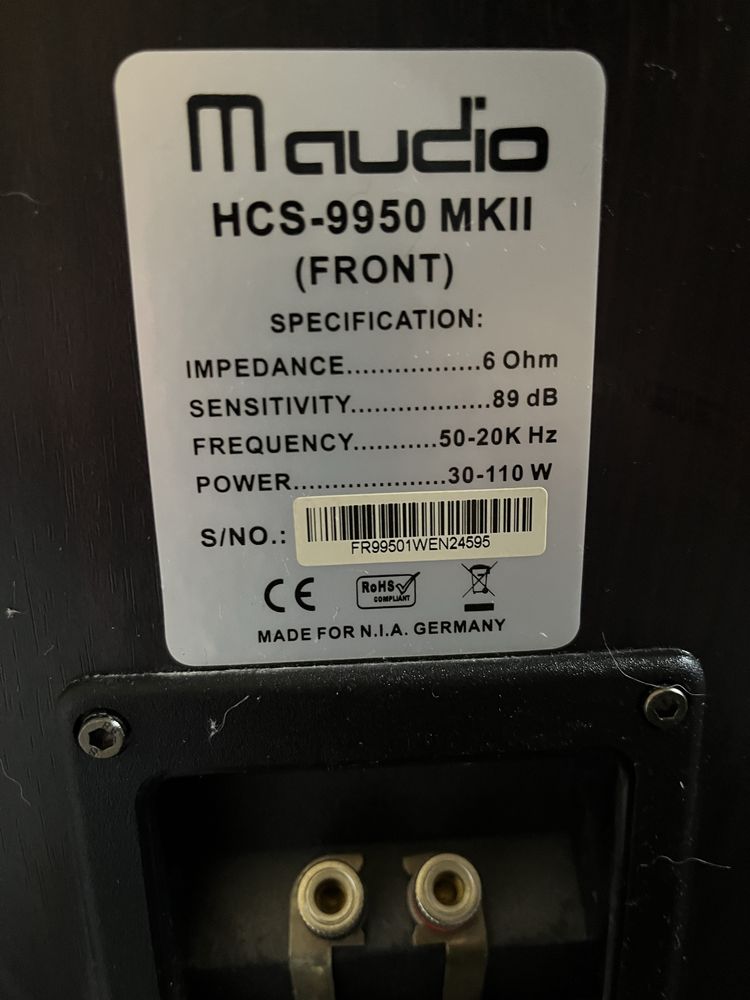 m audio
HCS-9950 MKII
(FRONT)
SPECIFICATION:
IMPEDANCE.................6 Ohm
SENSITIVITY..................89 dB
FREQUENCY...........50-20K Hz
POWER....................30-110 W
S/NO.:
FR99501WEN24595
CE RoHS
COMPLIANT
MADE FOR N.I.A. GERMANY